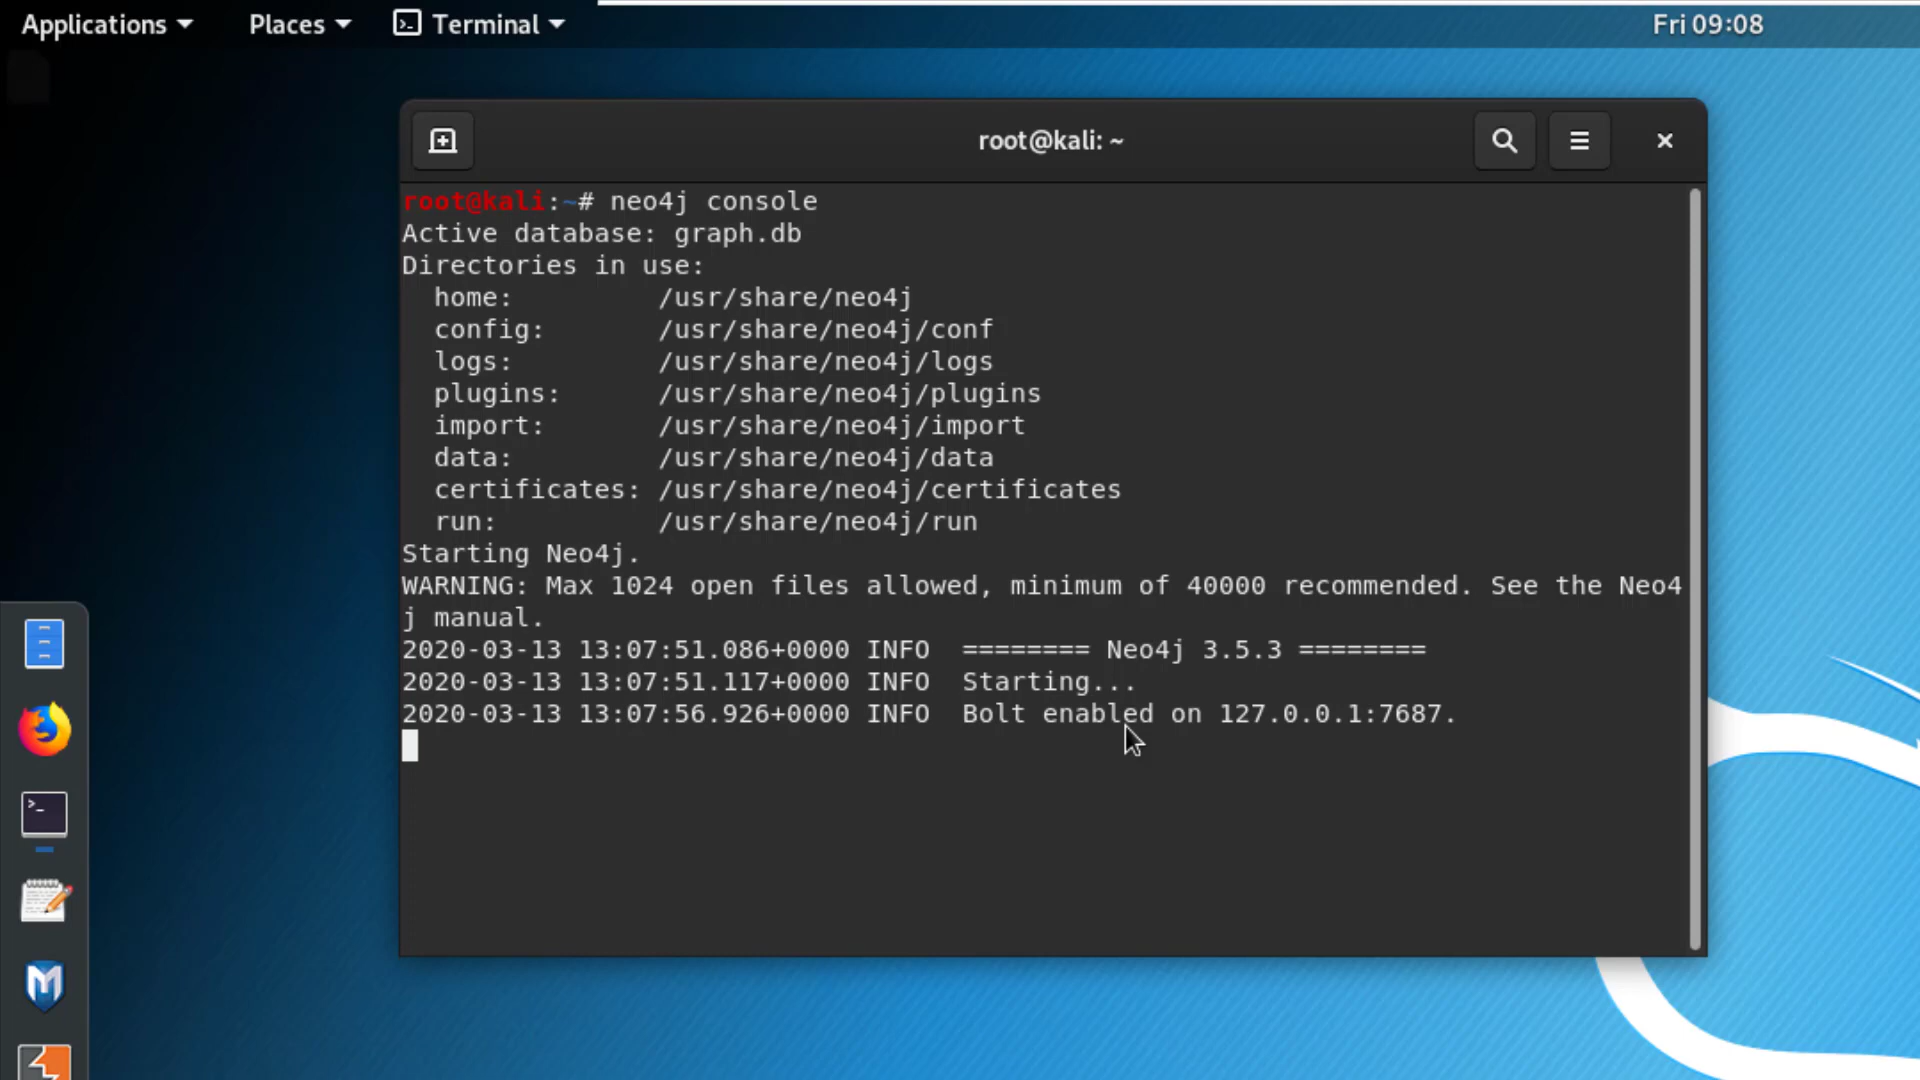 Applications Places Terminal Fri 09:08
root@kali: ~
root@kali:~# neo4j console
Active database: graph.db
Directories in use:
  home:         /usr/share/neo4j
  config:       /usr/share/neo4j/conf
  logs:         /usr/share/neo4j/logs
  plugins:      /usr/share/neo4j/plugins
  import:       /usr/share/neo4j/import
  data:         /usr/share/neo4j/data
  certificates: /usr/share/neo4j/certificates
  run:          /usr/share/neo4j/run
Starting Neo4j.
WARNING: Max 1024 open files allowed, minimum of 40000 recommended. See the Neo4
j manual.
2020-03-13 13:07:51.086+0000 INFO  ======== Neo4j 3.5.3 ========
2020-03-13 13:07:51.117+0000 INFO  Starting...
2020-03-13 13:07:56.926+0000 INFO  Bolt enabled on 127.0.0.1:7687.